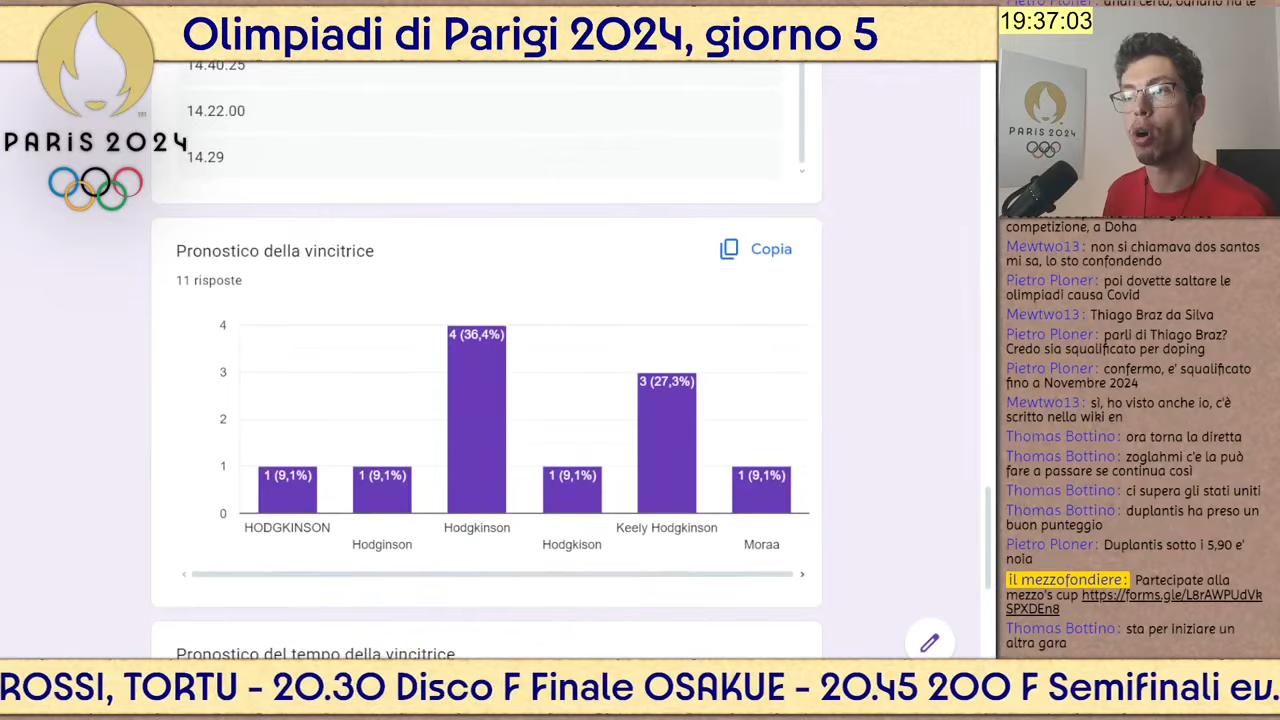 Olimpiadi di Parigi 2024, giorno 5
19:37:03
PARIS 2024
14.40.25
14.22.00
14.29
Pronostico della vincitrice
Copia
11 risposte
4
3
2
1
0
1 (9,1%)
1 (9,1%)
4 (36,4%)
1 (9,1%)
3 (27,3%)
1 (9,1%)
HODGKINSON
Hodginson
Hodgkinson
Hodgkison
Keely Hodgkinson
Moraa
Pronostico del tempo della vincitrice
PARIS 2024
competizione, a Doha
Mewtwo13: non si chiamava dos santos
mi sa, lo sto confondendo
Pietro Ploner: poi dovette saltare le
olimpiadi causa Covid
Mewtwo13: Thiago Braz da Silva
Pietro Ploner: parli di Thiago Braz?
Credo sia squalificato per doping
Pietro Ploner: confermo, e' squalificato
fino a Novembre 2024
Mewtwo13: sì, ho visto anche io, c'è
scritto nella wiki en
Thomas Bottino: ora torna la diretta
Thomas Bottino: zoglahmi c'e la può
fare a passare se continua così
Thomas Bottino: ci supera gli stati uniti
Thomas Bottino: duplantis ha preso un
buon punteggio
Pietro Ploner: Duplantis sotto i 5,90 e'
noia
il mezzofondiere: Partecipate alla
mezzo's cup https://forms.gle/L8rAWPUdVk
SPXDEn8
Thomas Bottino: sta per iniziare un
altra gara
ROSSI, TORTU - 20.30 Disco F Finale OSAKUE - 20.45 200 F Semifinali ev.